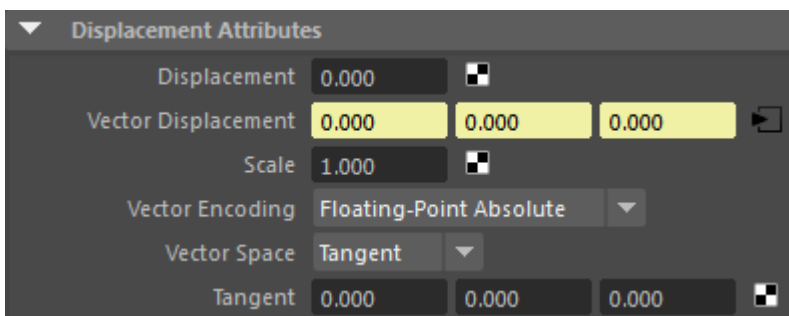 Displacement Attributes
Displacement 0.000
Vector Displacement 0.000 0.000 0.000
Scale 1.000
Vector Encoding Floating-Point Absolute
Vector Space Tangent
Tangent 0.000 0.000 0.000